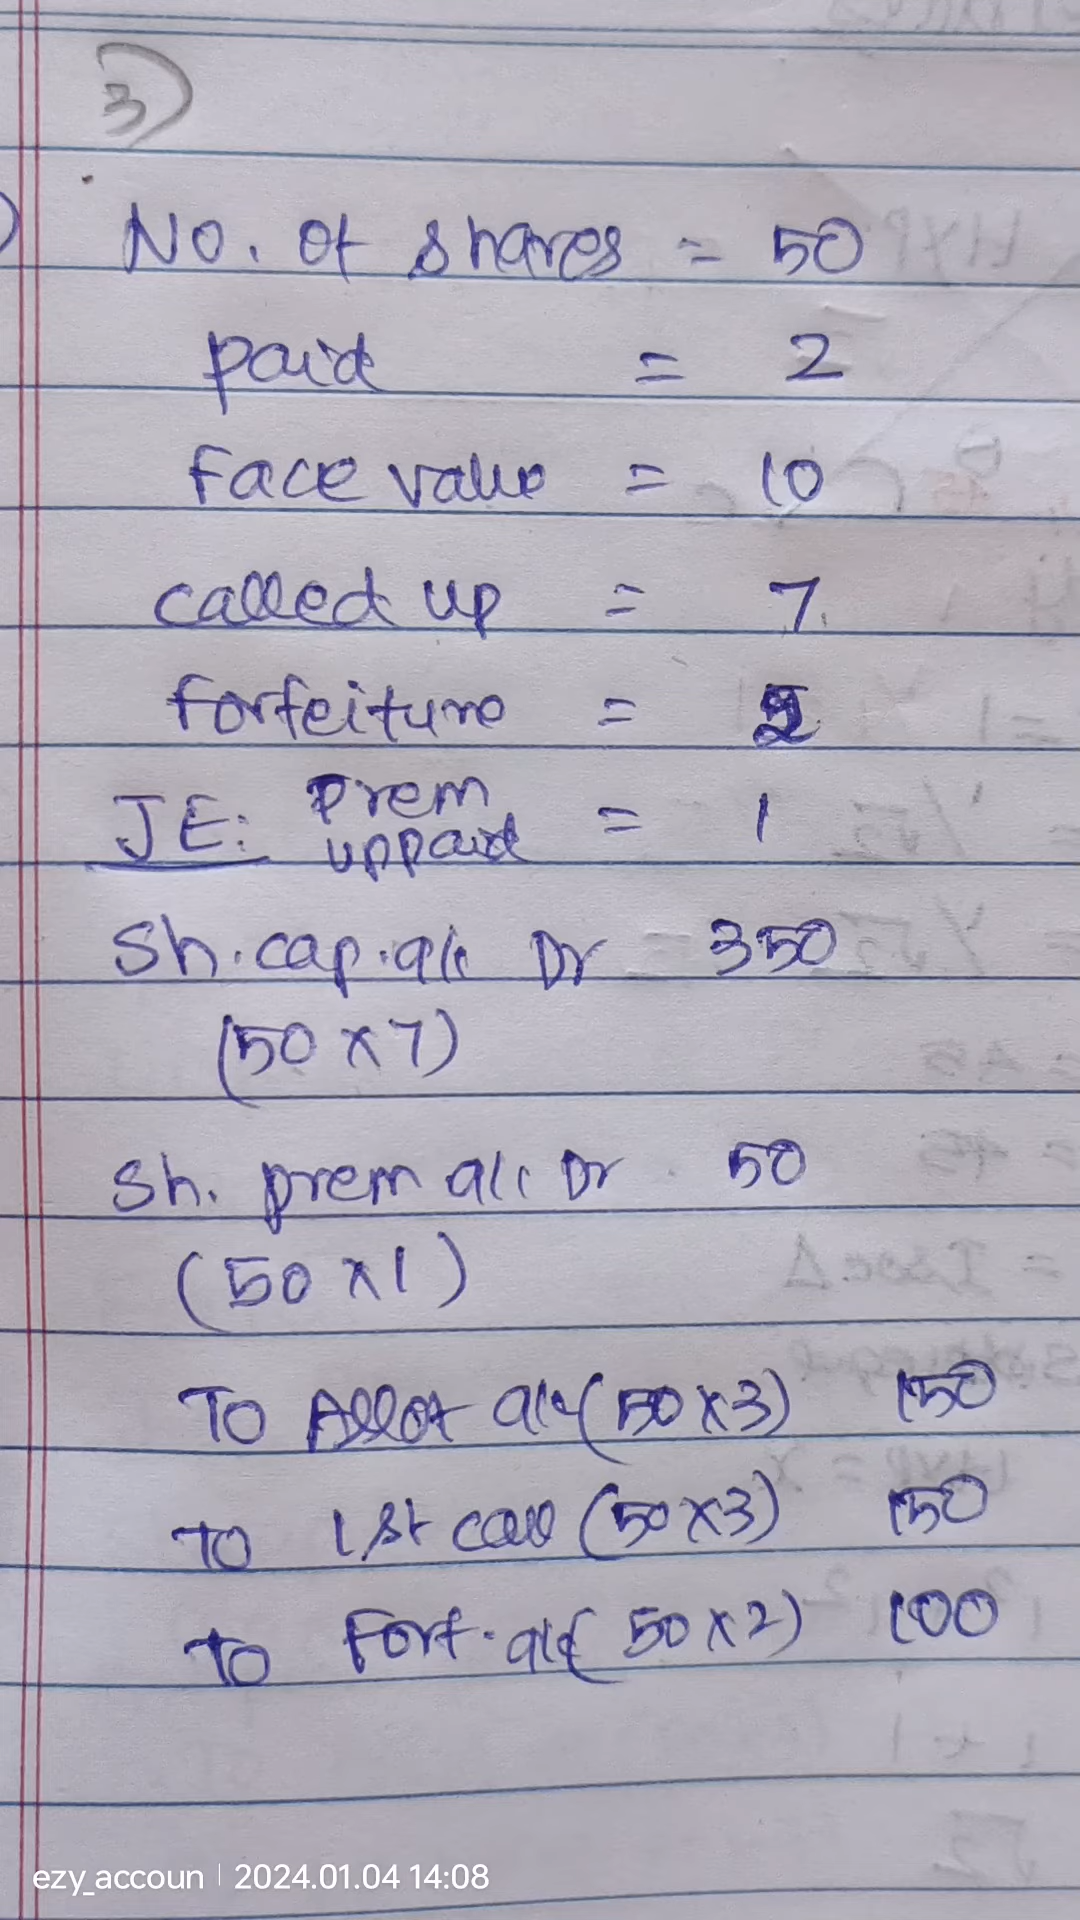 3)
No. of shares = 50
paid = 2
Face value = 10
called up = 7
forfeiture = 2
JE: Prem unpaid = 1
Sh. cap. a/c Dr 350
(50 x 7)
Sh. prem a/c Dr 50
(50 x 1)
To Allot a/c (50 x 3) 150
To 1st call (50 x 3) 150
To Forf. a/c (50 x 2) 100
ezy_accoun | 2024.01.04 14:08